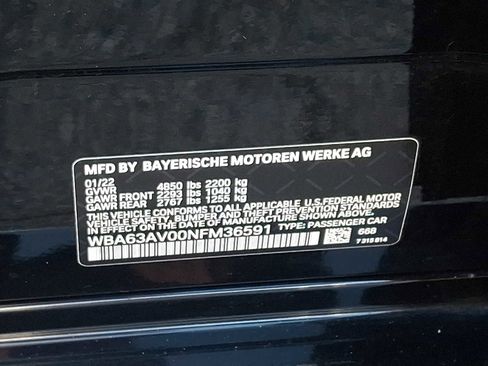 MFD BY BAYERISCHE MOTOREN WERKE AG
01/22
GVWR 4850 lbs 2200 kg
GAWR FRONT 2293 lbs 1040 kg
GAWR REAR 2767 lbs 1255 kg
THIS VEHICLE CONFORMS TO ALL APPLICABLE U.S. FEDERAL MOTOR
VEHICLE SAFETY, BUMPER, AND THEFT PREVENTION STANDARDS
IN EFFECT ON THE DATE OF MANUFACTURE SHOWN ABOVE.
WBA63AV00NFM36591 TYPE: PASSENGER CAR 668
7 313 814